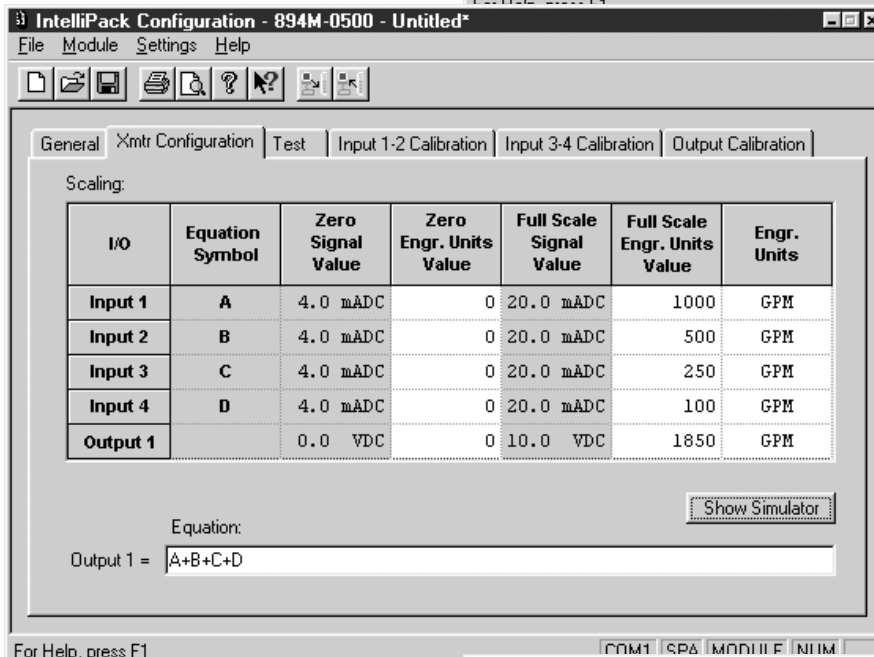 For Help, press F1
IntelliPack Configuration - 894M-0500 - Untitled*
File Module Settings Help
General Xmtr Configuration Test Input 1-2 Calibration Input 3-4 Calibration Output Calibration
Scaling:
I/O Equation Symbol Zero Signal Value Zero Engr. Units Value Full Scale Signal Value Full Scale Engr. Units Value Engr. Units
Input 1 A 4.0 mADC 0 20.0 mADC 1000 GPM
Input 2 B 4.0 mADC 0 20.0 mADC 500 GPM
Input 3 C 4.0 mADC 0 20.0 mADC 250 GPM
Input 4 D 4.0 mADC 0 20.0 mADC 100 GPM
Output 1 0.0 VDC 0 10.0 VDC 1850 GPM
Show Simulator
Equation:
Output 1 = A+B+C+D
For Help, press F1 COM1 SPA MODULE NUM